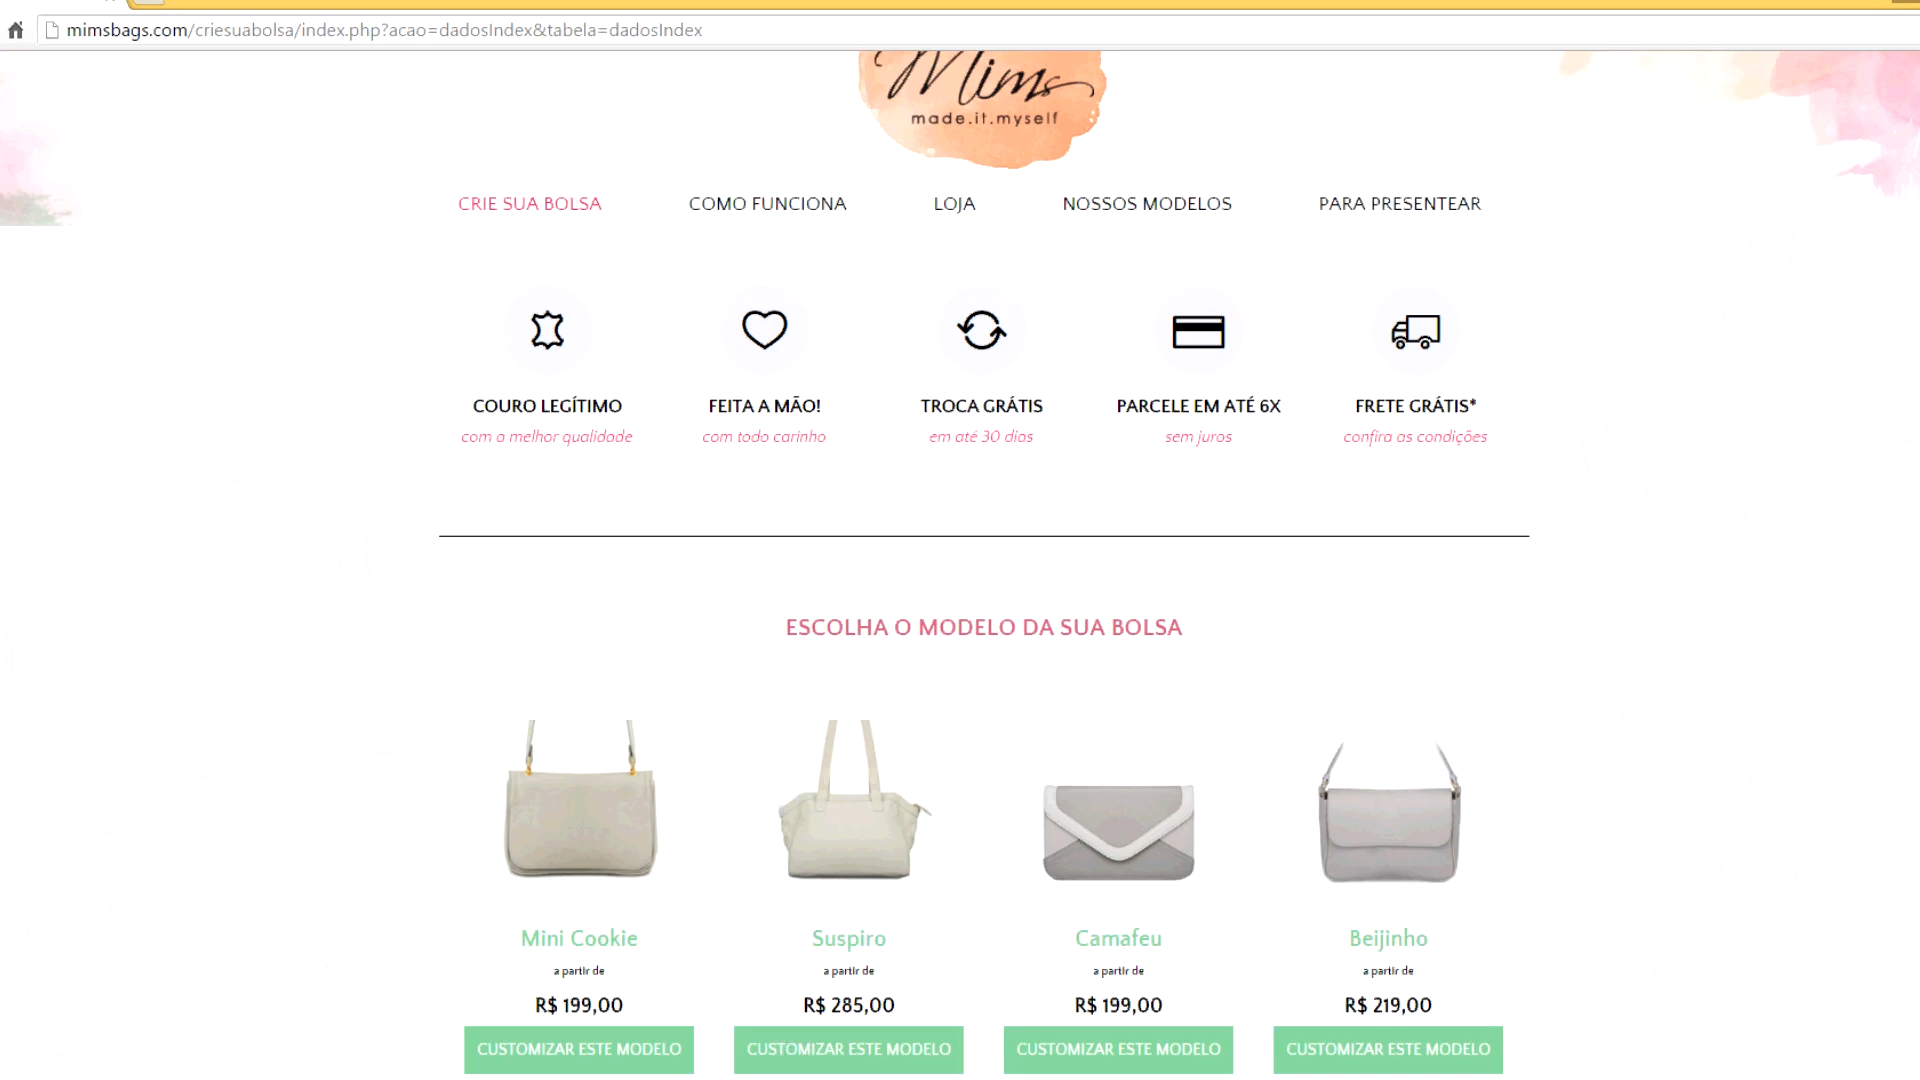 mimsbags.com/criesuabolsa/index.php?acao=dadosIndex&tabela=dadosIndex
Mims
made.it.myself
CRIE SUA BOLSA COMO FUNCIONA LOJA NOSSOS MODELOS PARA PRESENTEAR
COURO LEGÍTIMO FEITA A MÃO! TROCA GRÁTIS PARCELE EM ATÉ 6X FRETE GRÁTIS*
com a melhor qualidade com todo carinho em até 30 dias sem juros confira as condições
ESCOLHA O MODELO DA SUA BOLSA
Mini Cookie Suspiro Camafeu Beijinho
a partir de a partir de a partir de a partir de
R$ 199,00 R$ 285,00 R$ 199,00 R$ 219,00
CUSTOMIZAR ESTE MODELO CUSTOMIZAR ESTE MODELO CUSTOMIZAR ESTE MODELO CUSTOMIZAR ESTE MODELO